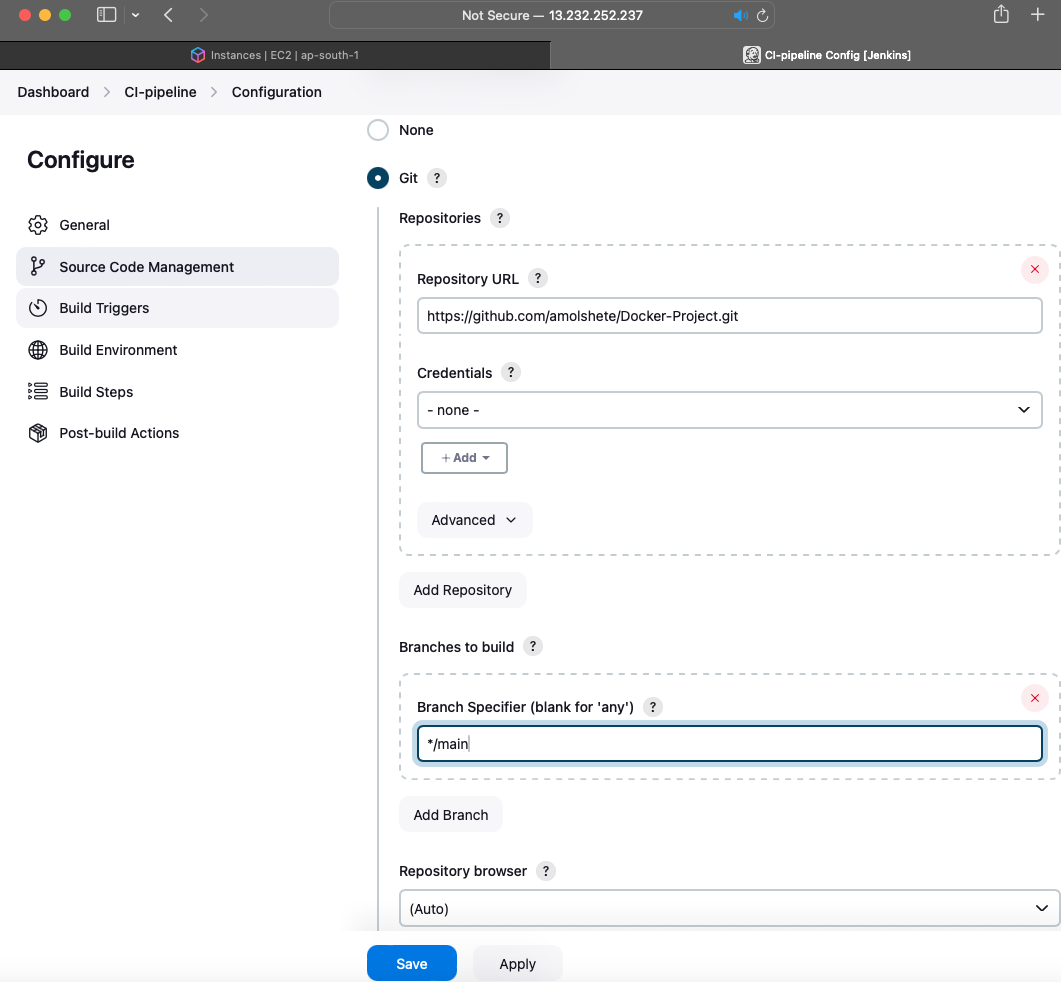 Not Secure — 13.232.252.237
Instances | EC2 | ap-south-1
CI-pipeline Config [Jenkins]
Dashboard > CI-pipeline > Configuration
Configure
General
Source Code Management
Build Triggers
Build Environment
Build Steps
Post-build Actions
None
Git ?
Repositories ?
Repository URL ?
https://github.com/amolshete/Docker-Project.git
Credentials ?
- none -
+ Add
Advanced
Add Repository
Branches to build ?
Branch Specifier (blank for 'any') ?
*/main
Add Branch
Repository browser ?
(Auto)
Save
Apply